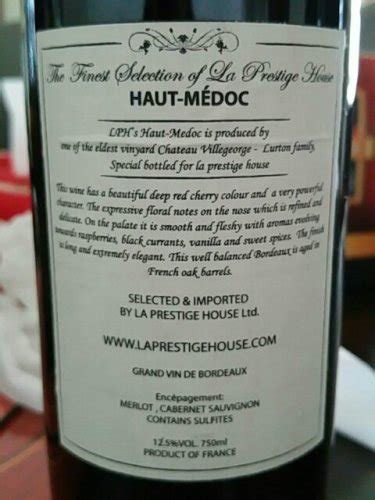 The Finest Selection of La Prestige House
HAUT-MÉDOC
LPH's Haut-Medoc is produced by
one of the eldest vinyard Chateau Villegeorge - Lurton family,
Special bottled for la prestige house
This wine has a beautiful deep red cherry colour and a very powerful
character. The expressive floral notes on the nose which is refined and
delicate. On the palate it is smooth and fleshy with aromas evolving
towards raspberries, black currants, vanilla and sweet spices. The finish
is long and extremely elegant. This well balanced Bordeaux is aged in
French oak barrels.
SELECTED & IMPORTED
BY LA PRESTIGE HOUSE Ltd.
WWW.LAPRESTIGEHOUSE.COM
GRAND VIN DE BORDEAUX
Encépagement:
MERLOT , CABERNET SAUVIGNON
CONTAINS SULFITES
12.5%VOL. 750ml
PRODUCT OF FRANCE